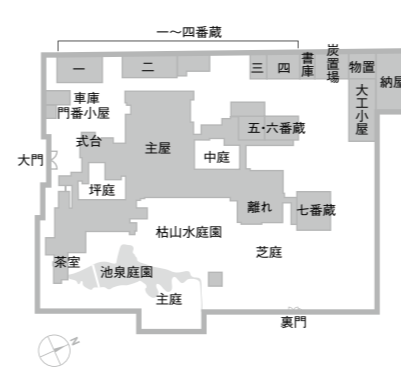 一〜四番蔵
一
二
三
四
書庫
炭置場
物置
納屋
大工小屋
車庫
門番小屋
式台
主屋
五・六番蔵
中庭
大門
坪庭
離れ
七番蔵
枯山水庭園
芝庭
茶室
池泉庭園
主庭
裏門
N